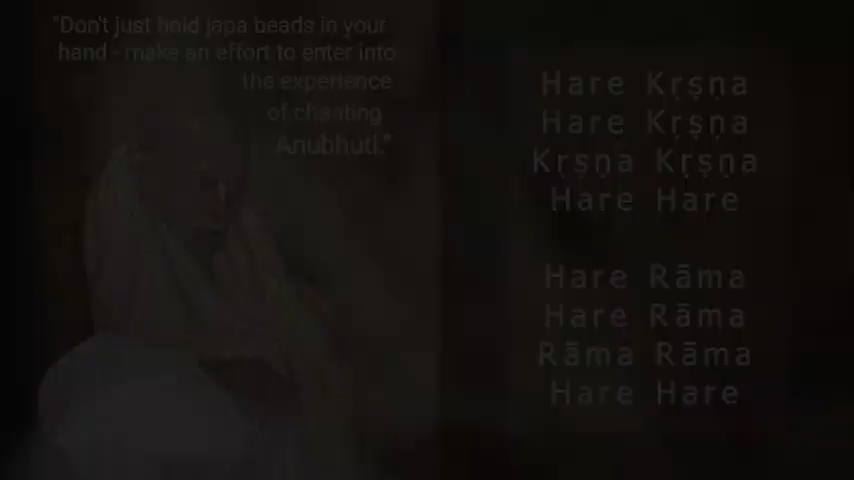 "Don't just hold japa beads in your
hand - make an effort to enter into
the experience
of chanting
Anubhuti."
Hare Kṛṣṇa
Hare Kṛṣṇa
Kṛṣṇa Kṛṣṇa
Hare Hare
Hare Rāma
Hare Rāma
Rāma Rāma
Hare Hare